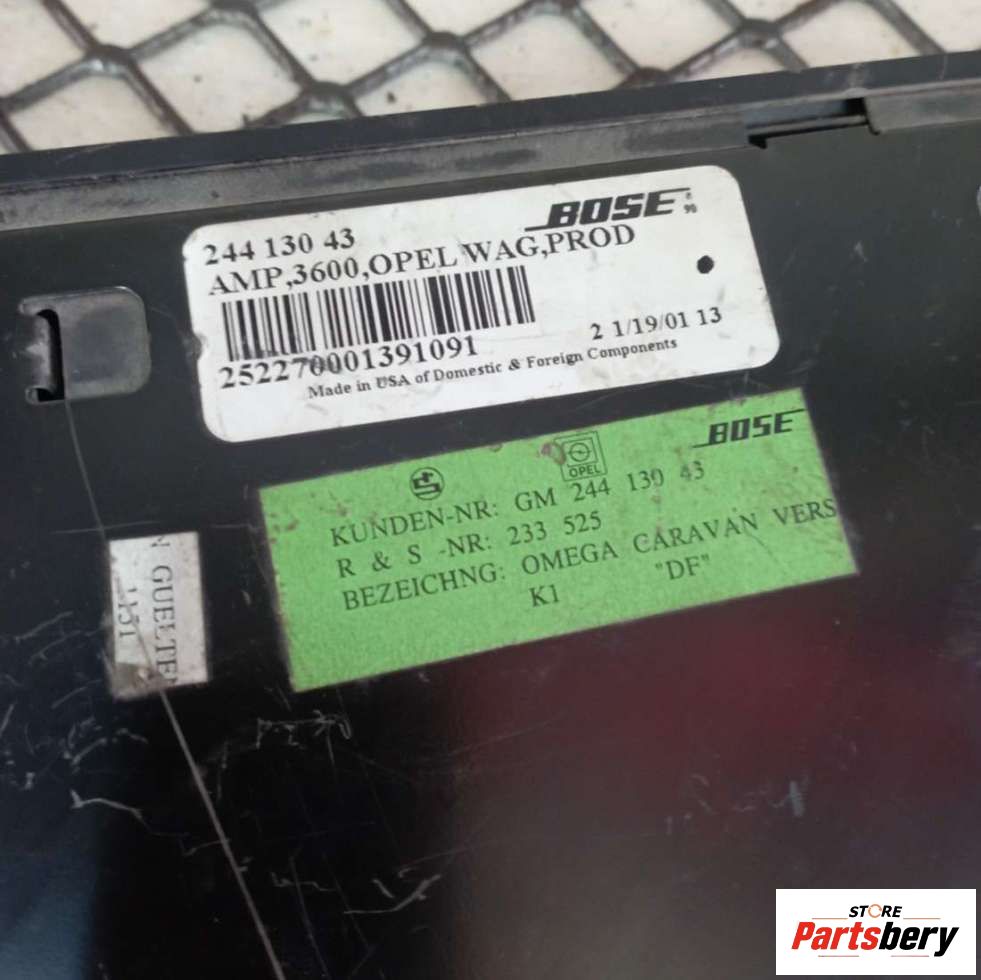 BOSE ® 90
244 130 43
AMP,3600,OPEL WAG,PROD
252270001391091
2 1/19/01 13
Made in USA of Domestic & Foreign Components
BOSE
OPEL
KUNDEN-NR: GM 244 130 43
R & S -NR: 233 525
BEZEICHNG: OMEGA CARAVAN VERS
K1 "DF"
GUELTE
STORE
Partsbery